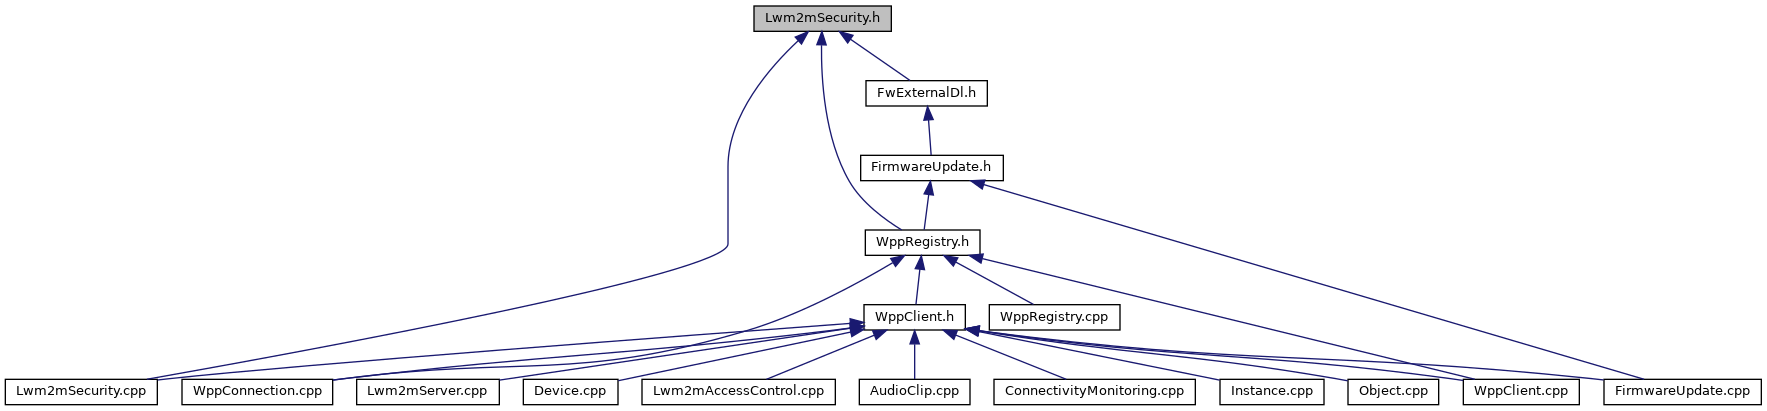 Lwm2mSecurity.h
FwExternalDl.h
FirmwareUpdate.h
WppRegistry.h
WppClient.h
WppRegistry.cpp
Lwm2mSecurity.cpp
WppConnection.cpp
Lwm2mServer.cpp
Device.cpp
Lwm2mAccessControl.cpp
AudioClip.cpp
ConnectivityMonitoring.cpp
Instance.cpp
Object.cpp
WppClient.cpp
FirmwareUpdate.cpp